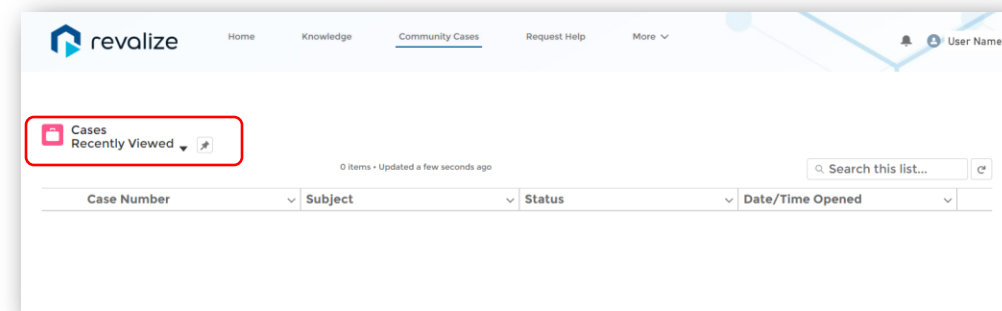 revalize
Home Knowledge Community Cases Request Help More User Name
Cases
Recently Viewed
0 items • Updated a few seconds ago
Search this list...
Case Number Subject Status Date/Time Opened